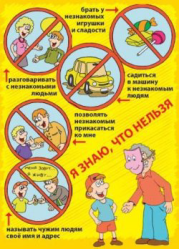 брать у
незнакомых
игрушки
и сладости
разговаривать
с незнакомыми
людьми
садиться
в машину
к незнакомым
людям
позволять
незнакомым
прикасаться
ко мне
Я ЗНАЮ, ЧТО НЕЛЬЗЯ
называть чужим людям
своё имя и адрес